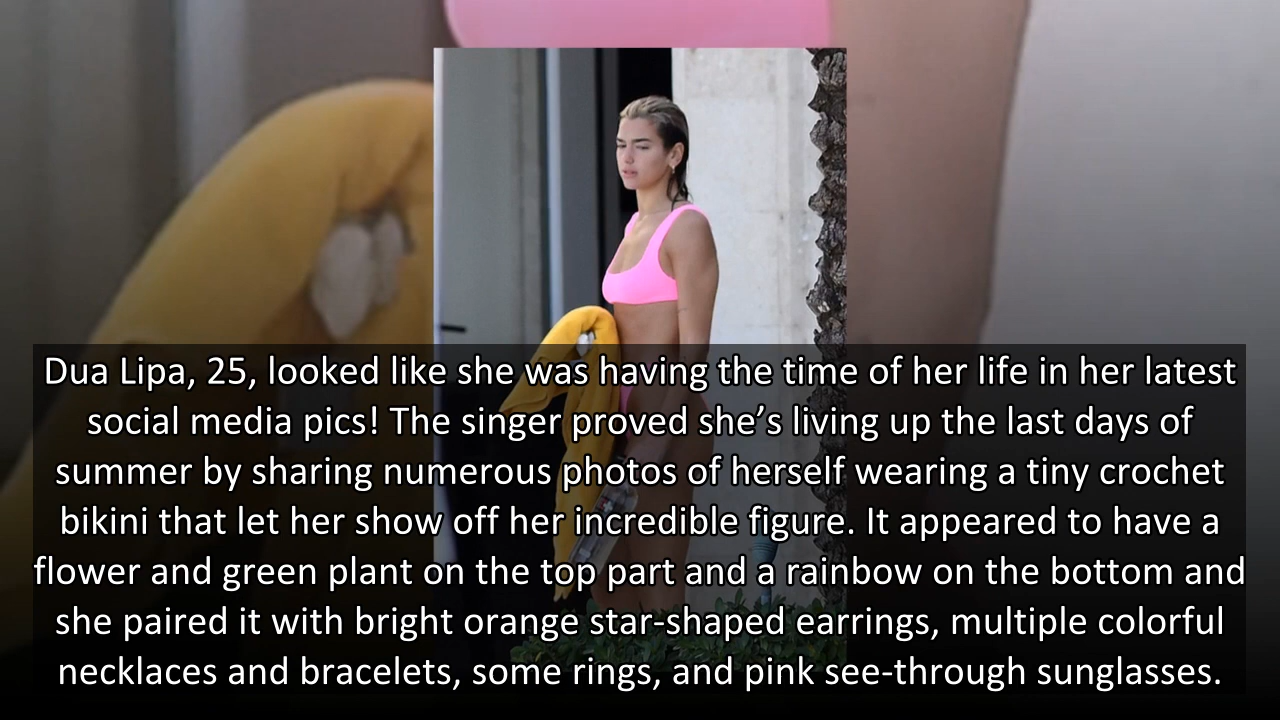 Dua Lipa, 25, looked like she was having the time of her life in her latest
social media pics! The singer proved she’s living up the last days of
summer by sharing numerous photos of herself wearing a tiny crochet
bikini that let her show off her incredible figure. It appeared to have a
flower and green plant on the top part and a rainbow on the bottom and
she paired it with bright orange star-shaped earrings, multiple colorful
necklaces and bracelets, some rings, and pink see-through sunglasses.